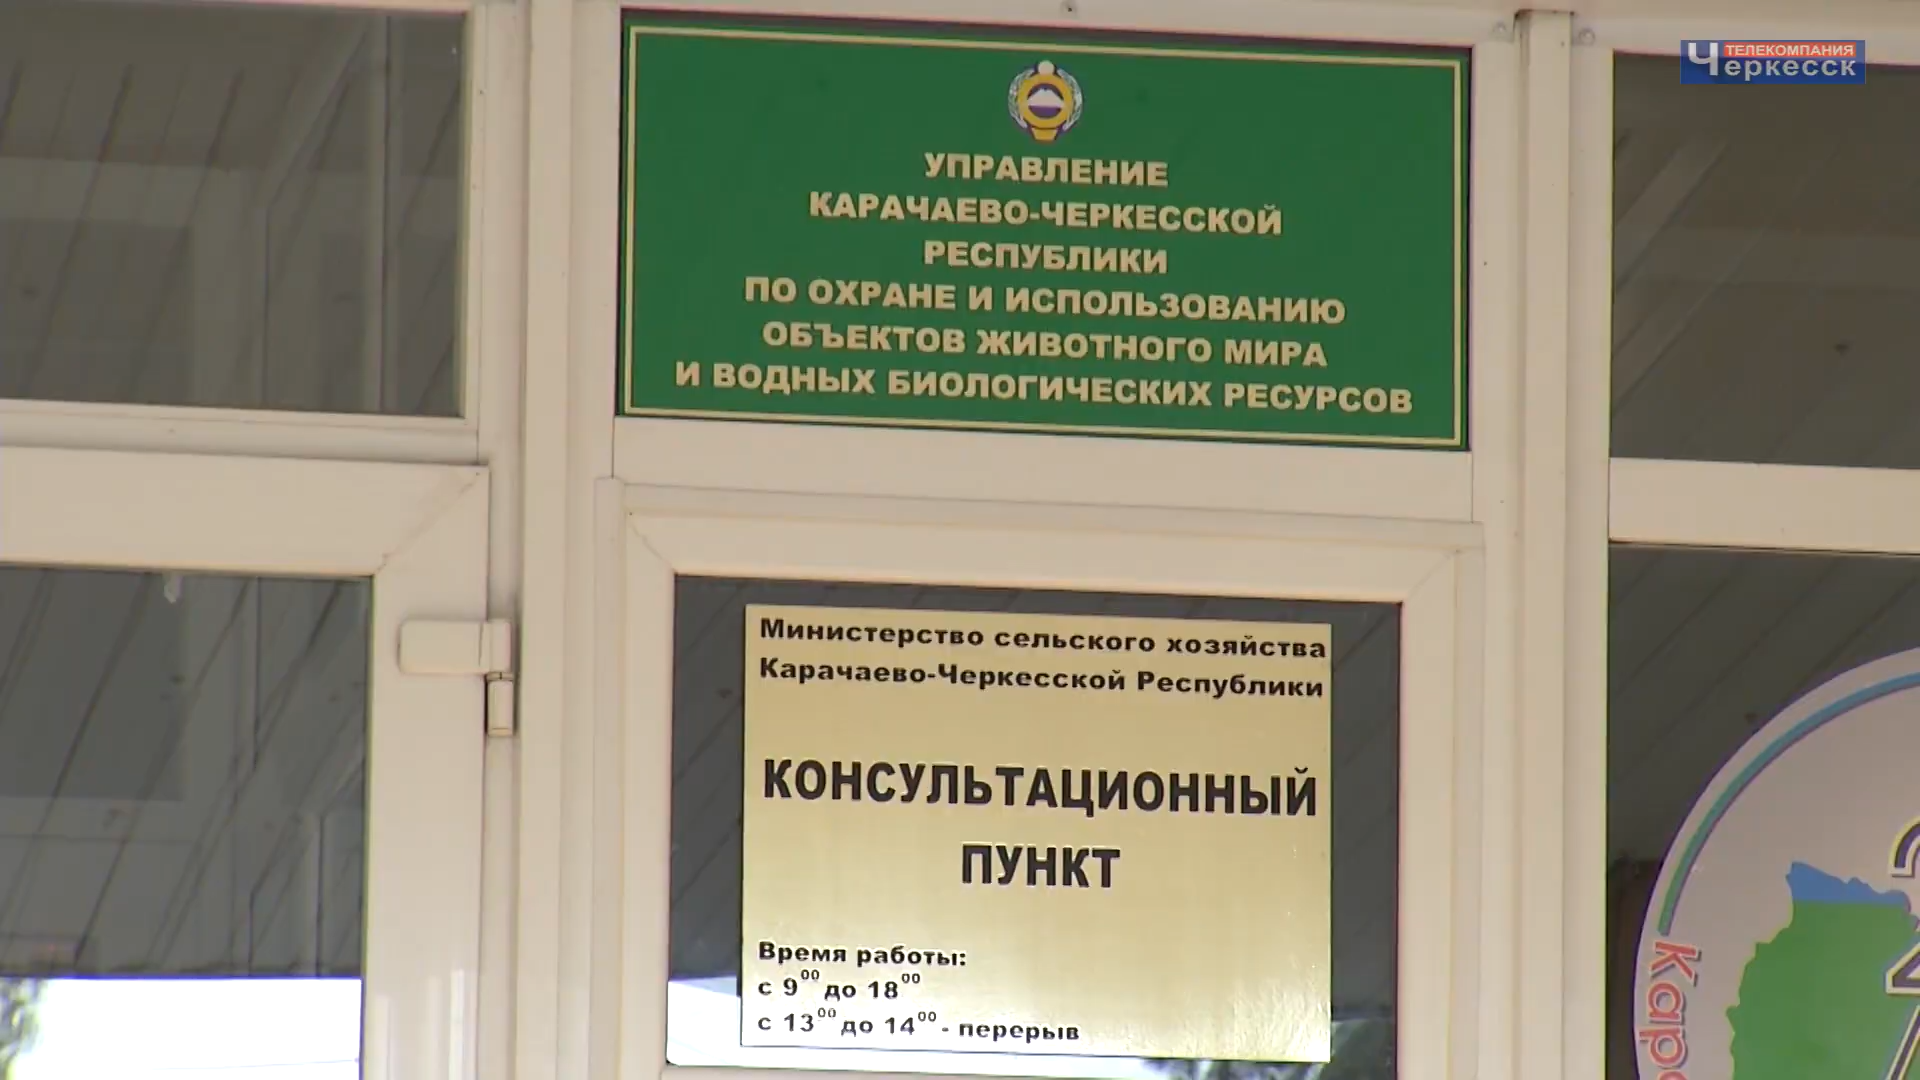 ТЕЛЕКОМПАНИЯ
Черкесск
УПРАВЛЕНИЕ
КАРАЧАЕВО-ЧЕРКЕССКОЙ
РЕСПУБЛИКИ
ПО ОХРАНЕ И ИСПОЛЬЗОВАНИЮ
ОБЪЕКТОВ ЖИВОТНОГО МИРА
И ВОДНЫХ БИОЛОГИЧЕСКИХ РЕСУРСОВ
Министерство сельского хозяйства
Карачаево-Черкесской Республики
КОНСУЛЬТАЦИОННЫЙ
ПУНКТ
Время работы:
с 9⁰⁰ до 18⁰⁰
с 13⁰⁰ до 14⁰⁰ - перерыв